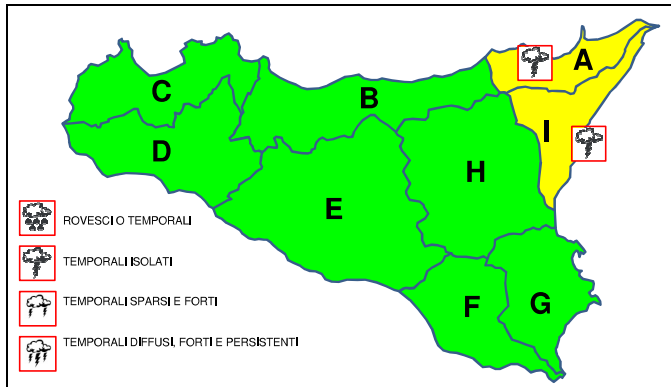 A
C
B
I
D
H
E
ROVESCI O TEMPORALI
TEMPORALI ISOLATI
F
G
TEMPORALI SPARSI E FORTI
TEMPORALI DIFFUSI, FORTI E PERSISTENTI